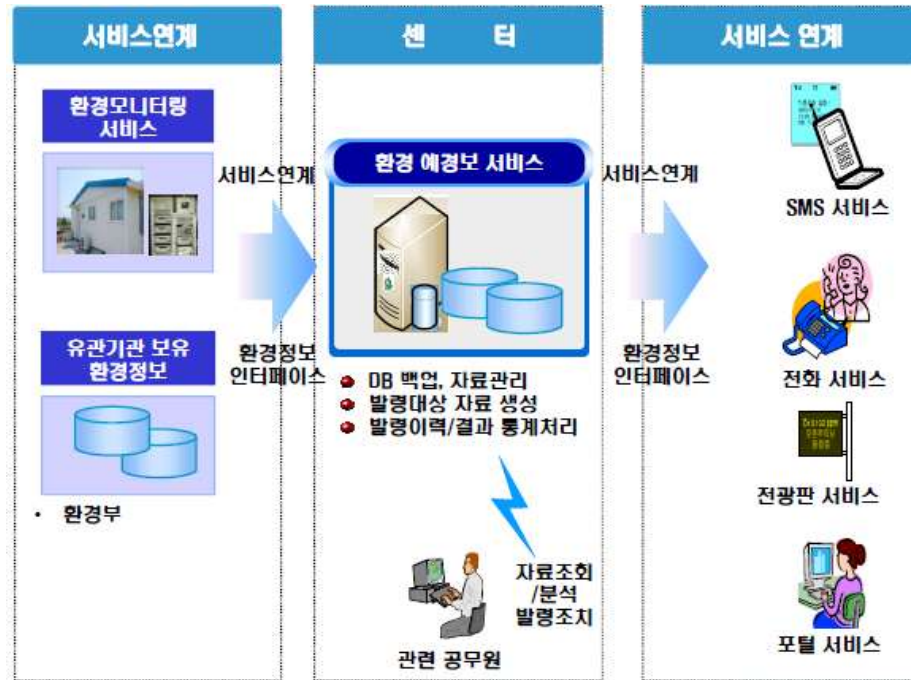 서비스연계
환경모니터링
서비스
유관기관 보유
환경정보
• 환경부
서비스연계
환경정보
인터페이스
센 터
환경 예경보 서비스
DB 백업, 자료관리
발령대상 자료 생성
발령이력/결과 통계처리
자료조회
/분석
발령조치
관련 공무원
서비스연계
환경정보
인터페이스
서비스 연계
SMS 서비스
전화 서비스
전광판 서비스
포털 서비스